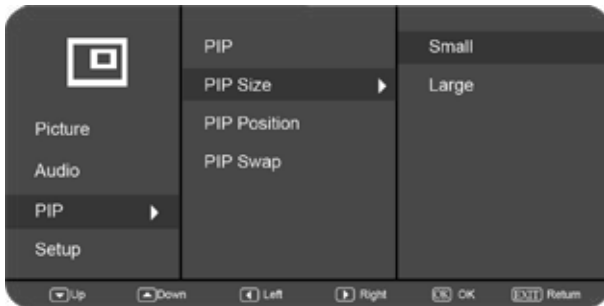 Picture
Audio
PIP
Setup
PIP
PIP Size
PIP Position
PIP Swap
Small
Large
Up Down Left Right OK OK EXIT Return